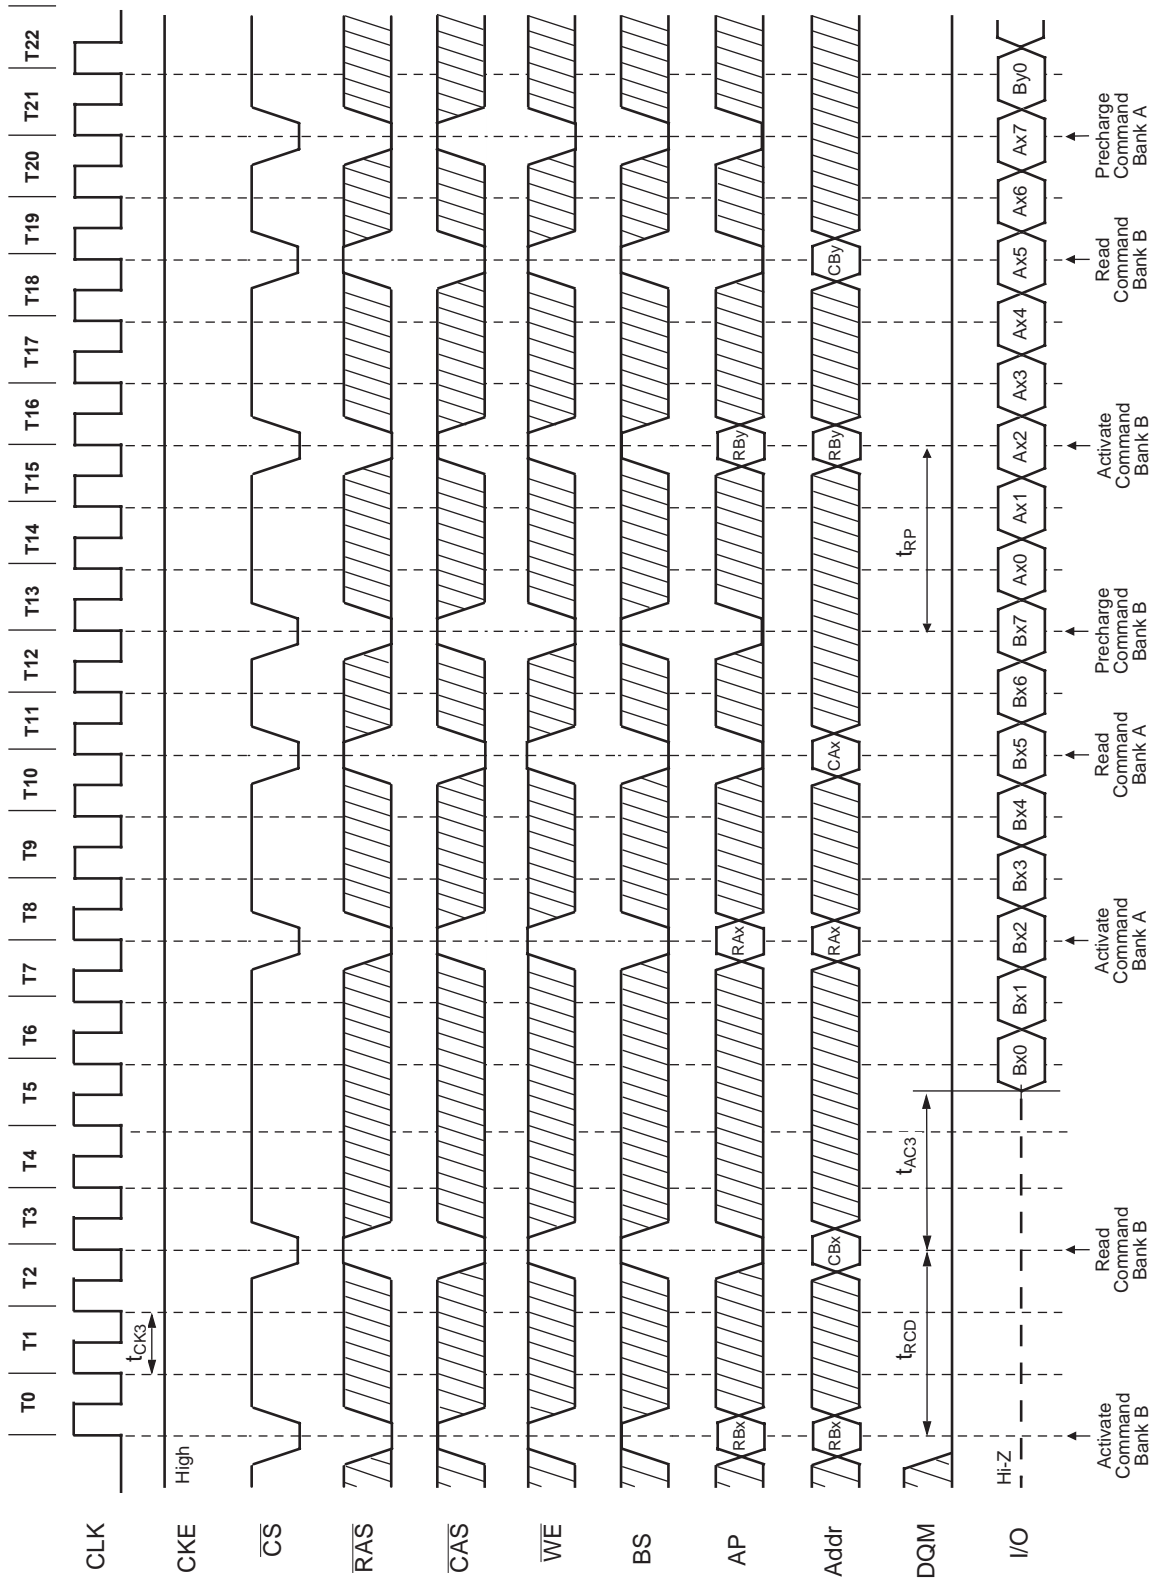 T0 T1 T2 T3 T4 T5 T6 T7 T8 T9 T10 T11 T12 T13 T14 T15 T16 T17 T18 T19 T20 T21 T22
CLK
tCK3
CKE
High
CS
RAS
CAS
WE
BS
AP
RBx RAx RBy
Addr
RBx CBx RAx CAx RBy CBy
DQM
tRCD tAC3 tRP
I/O
Hi-Z
Bx0 Bx1 Bx2 Bx3 Bx4 Bx5 Bx6 Bx7 Ax0 Ax1 Ax2 Ax3 Ax4 Ax5 Ax6 Ax7 By0
Activate
Command
Bank B
Read
Command
Bank B
Activate
Command
Bank A
Read
Command
Bank A
Precharge
Command
Bank B
Activate
Command
Bank B
Read
Command
Bank B
Precharge
Command
Bank A